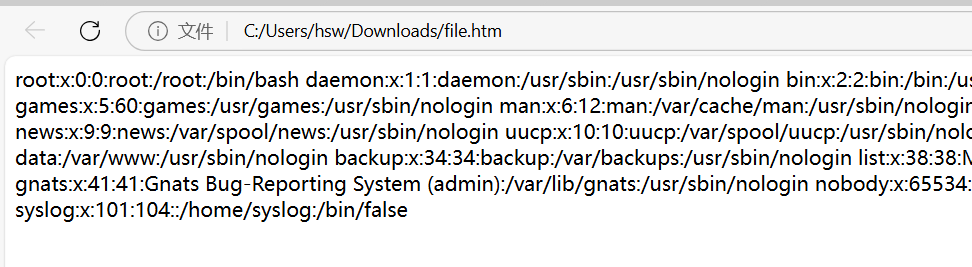 文件 C:/Users/hsw/Downloads/file.htm
root:x:0:0:root:/root:/bin/bash daemon:x:1:1:daemon:/usr/sbin:/usr/sbin/nologin bin:x:2:2:bin:/bin:/us
games:x:5:60:games:/usr/games:/usr/sbin/nologin man:x:6:12:man:/var/cache/man:/usr/sbin/nologin
news:x:9:9:news:/var/spool/news:/usr/sbin/nologin uucp:x:10:10:uucp:/var/spool/uucp:/usr/sbin/nolo
data:/var/www:/usr/sbin/nologin backup:x:34:34:backup:/var/backups:/usr/sbin/nologin list:x:38:38:M
gnats:x:41:41:Gnats Bug-Reporting System (admin):/var/lib/gnats:/usr/sbin/nologin nobody:x:65534:
syslog:x:101:104::/home/syslog:/bin/false